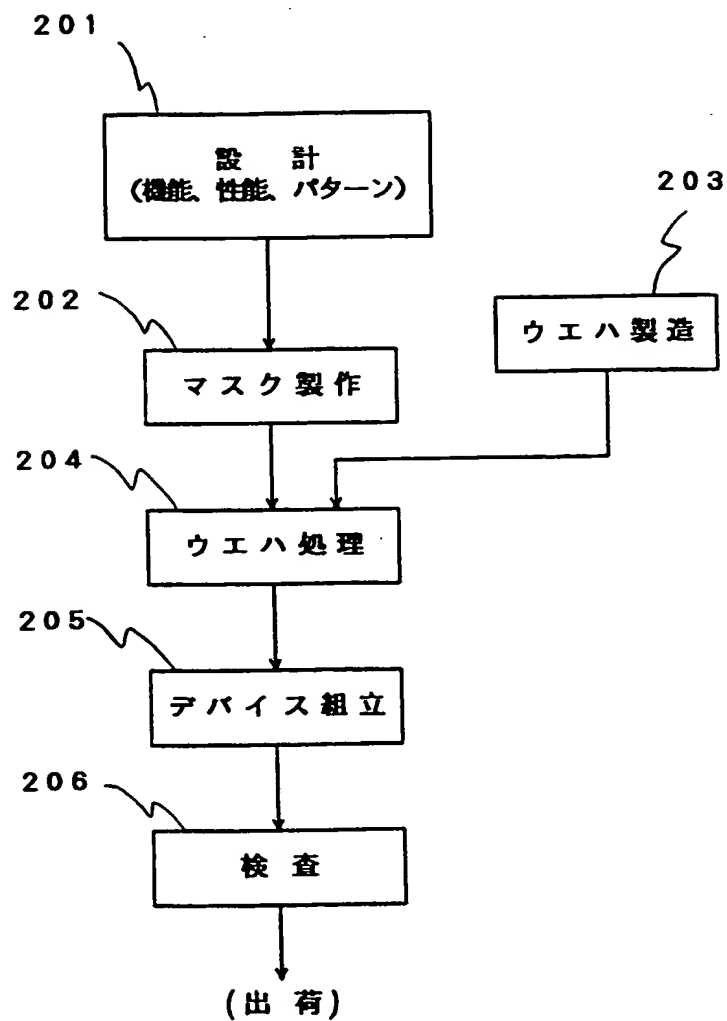 201
設計
(機能、性能、パターン)
203
202
ウエハ製造
マスク製作
204
ウエハ処理
205
デバイス組立
206
検査
(出荷)